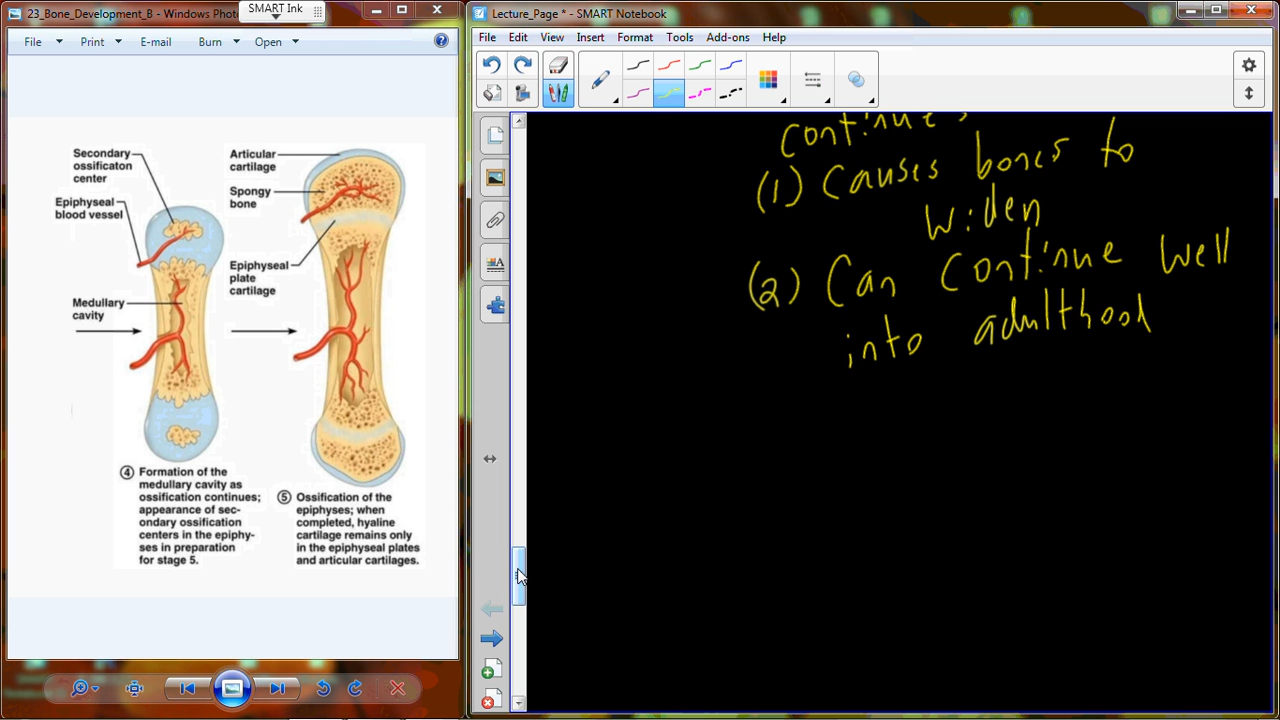 23_Bone_Development_B - Windows Phot
SMART Ink
File Print E-mail Burn Open
Secondary
ossificaton
center
Epiphyseal
blood vessel
Medullary
cavity
Articular
cartilage
Spongy
bone
Epiphyseal
plate
cartilage
④ Formation of the
medullary cavity as
ossification continues;
appearance of sec-
ondary ossification
centers in the epiphy-
ses in preparation
for stage 5.
⑤ Ossification of the
epiphyses; when
completed, hyaline
cartilage remains only
in the epiphyseal plates
and articular cartilages.
Lecture_Page * - SMART Notebook
File Edit View Insert Format Tools Add-ons Help
(1) Causes bones to
widen
(2) Can continue well
into adulthood